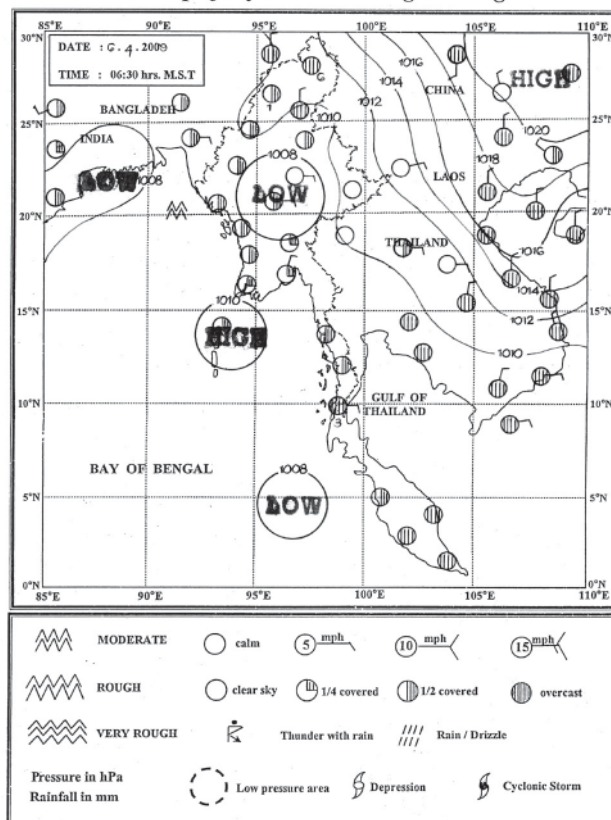 85°E 90°E 95°E 100°E 105°E 110°E
30°N 30°N
DATE : 6.4.2009
TIME : 06:30 hrs. M.S.T
1016
1014
CHINA
HIGH
6
1
BANGLADEH
1010
1012
1020
25°N 25°N
INDIA
1008
1018
LOW
1008
LOW
LAOS
20°N 20°N
THAILAND
1016
15°N 15°N
1014
1010
1012
HIGH
1010
10°N 10°N
GULF OF
THAILAND
3
BAY OF BENGAL
1008
5°N 5°N
LOW
0°N 0°N
85°E 90°E 95°E 100°E 105°E 110°E
MODERATE calm 5 mph 10 mph 15 mph
ROUGH clear sky 1/4 covered 1/2 covered overcast
VERY ROUGH Thunder with rain Rain / Drizzle
Pressure in hPa
Rainfall in mm
Low pressure area Depression Cyclonic Storm